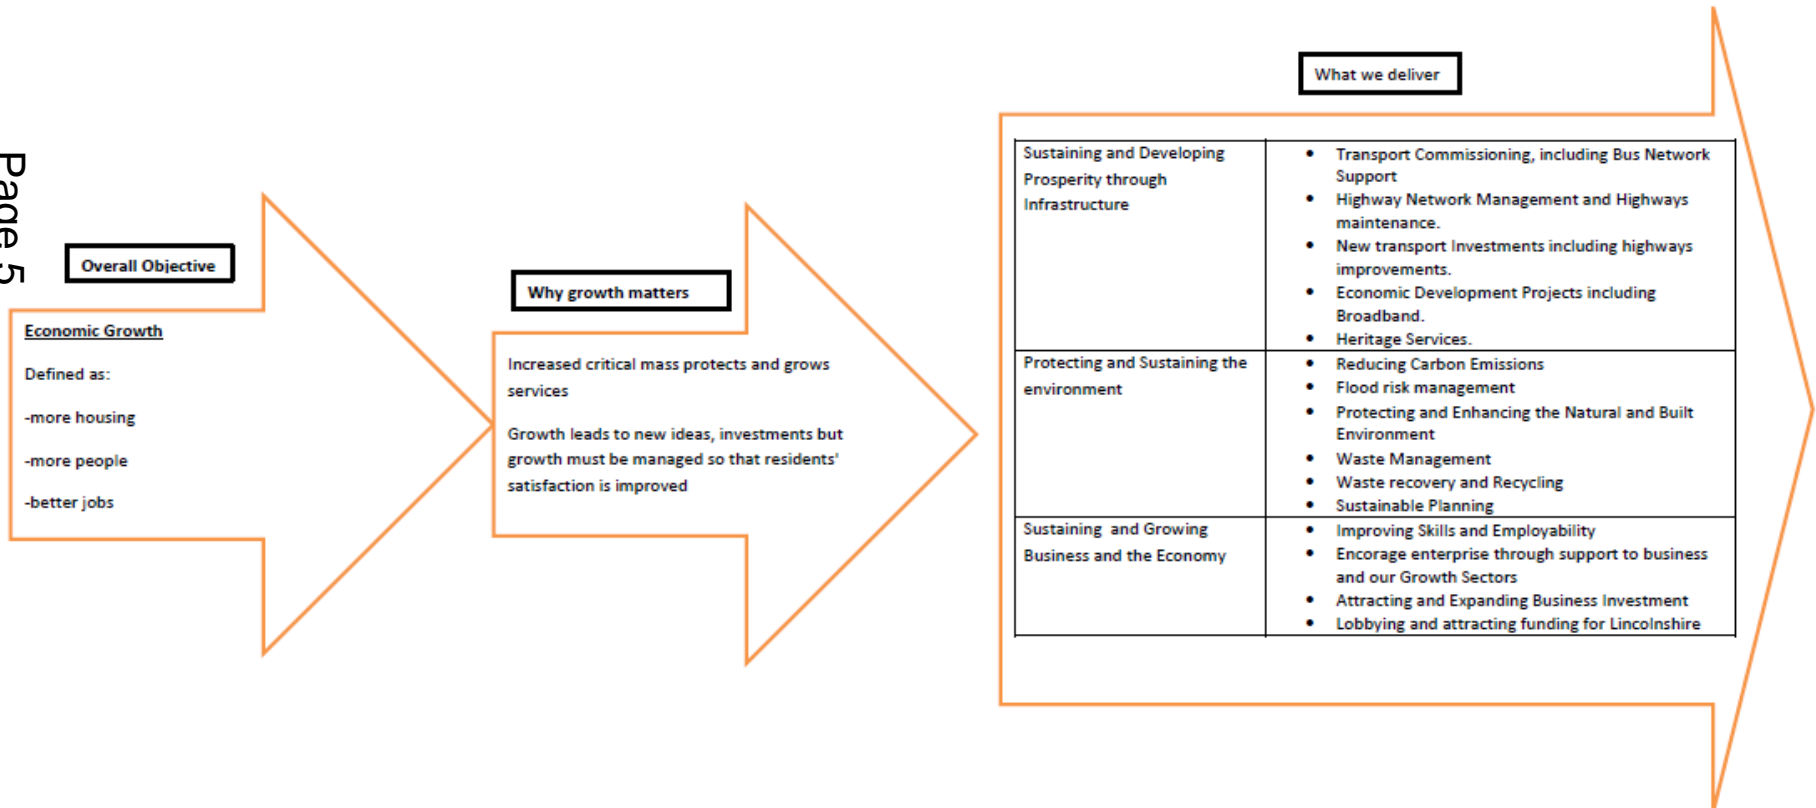 Page 5
Overall Objective
Economic Growth
Defined as:
-more housing
-more people
-better jobs
Why growth matters
Increased critical mass protects and grows
services
Growth leads to new ideas, investments but
growth must be managed so that residents'
satisfaction is improved
What we deliver
Sustaining and Developing
Prosperity through
Infrastructure
• Transport Commissioning, including Bus Network
Support
• Highway Network Management and Highways
maintenance.
• New transport Investments including highways
improvements.
• Economic Development Projects including
Broadband.
• Heritage Services.
Protecting and Sustaining the
environment
• Reducing Carbon Emissions
• Flood risk management
• Protecting and Enhancing the Natural and Built
Environment
• Waste Management
• Waste recovery and Recycling
• Sustainable Planning
Sustaining and Growing
Business and the Economy
• Improving Skills and Employability
• Encorage enterprise through support to business
and our Growth Sectors
• Attracting and Expanding Business Investment
• Lobbying and attracting funding for Lincolnshire